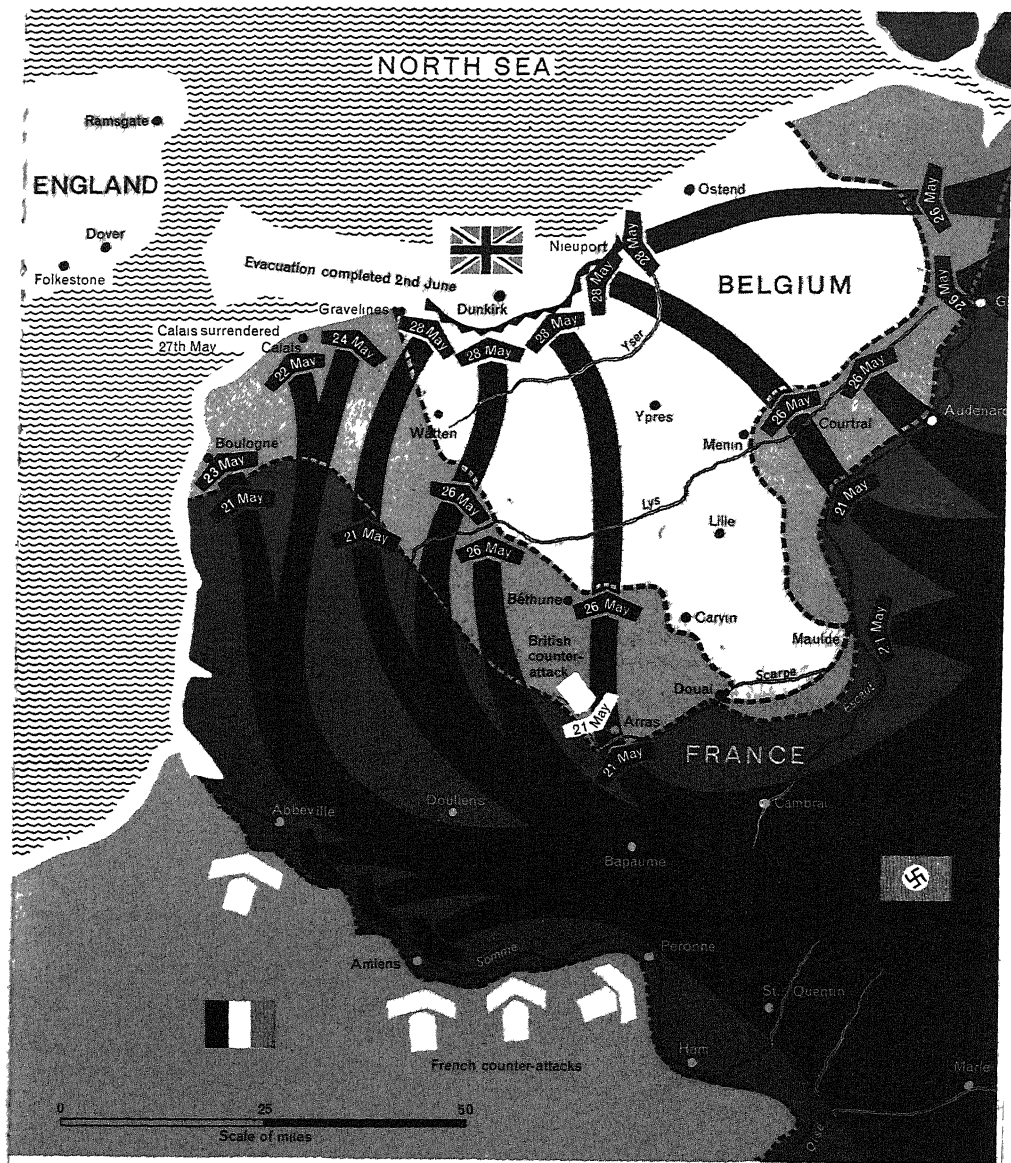 NORTH SEA
Ramsgate
ENGLAND
Dover
Folkestone
Ostend
26 May
28 May
Nieuport
Evacuation completed 2nd June
Dunkirk
28 May
BELGIUM
26 May
Gravelines
Calais surrendered
27th May
Calais
24 May
28 May
28 May
28 May
22 May
Yser
26 May
Watten
Ypres
26 May
Courtrai
Menin
Boulogne
23 May
21 May
26 May
Lys
21 May
21 May
Lille
26 May
Béthune
26 May
Carvin
21 May
Maulde
British
counter-
attack
Scarpe
Douai
Escaut
21 May
Arras
21 May
FRANCE
Abbeville
Doullens
Cambrai
Bapaume
Amiens
Somme
Peronne
St. Quentin
French counter-attacks
Ham
Marle
0
25
50
Scale of miles
Oise